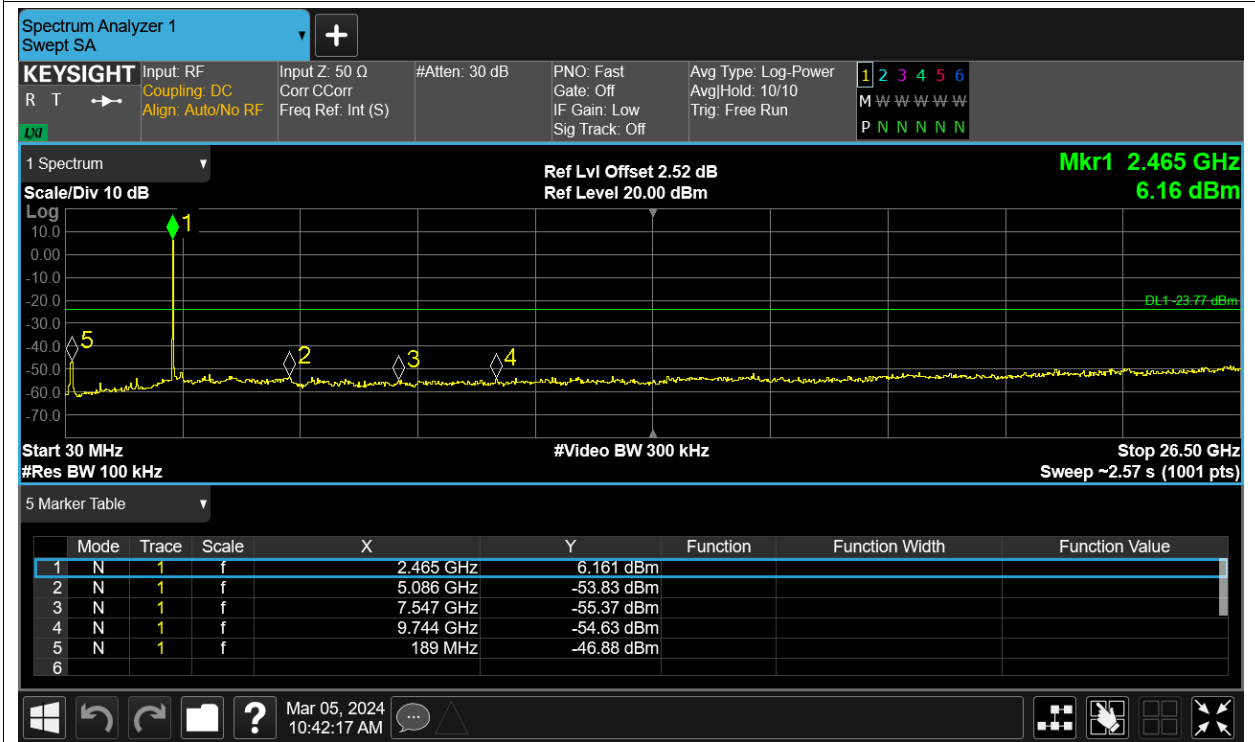 Spectrum Analyzer 1
Swept SA
+
KEYSIGHT
R T
LXI
Input: RF
Coupling: DC
Align: Auto/No RF
Input Z: 50 Ω
Corr CCorr
Freq Ref: Int (S)
#Atten: 30 dB
PNO: Fast
Gate: Off
IF Gain: Low
Sig Track: Off
Avg Type: Log-Power
Avg|Hold: 10/10
Trig: Free Run
1 2 3 4 5 6
M W W W W W
P N N N N N
1 Spectrum
Scale/Div 10 dB
Ref Lvl Offset 2.52 dB
Ref Level 20.00 dBm
Mkr1 2.465 GHz
6.16 dBm
Log
10.0
0.00
-10.0
-20.0
-30.0
-40.0
-50.0
-60.0
-70.0
1
5
2
3
4
DL1 -23.77 dBm
Start 30 MHz
#Res BW 100 kHz
#Video BW 300 kHz
Stop 26.50 GHz
Sweep ~2.57 s (1001 pts)
5 Marker Table
Mode Trace Scale X Y Function Function Width Function Value
1 N 1 f 2.465 GHz 6.161 dBm
2 N 1 f 5.086 GHz -53.83 dBm
3 N 1 f 7.547 GHz -55.37 dBm
4 N 1 f 9.744 GHz -54.63 dBm
5 N 1 f 189 MHz -46.88 dBm
6
?
Mar 05, 2024
10:42:17 AM